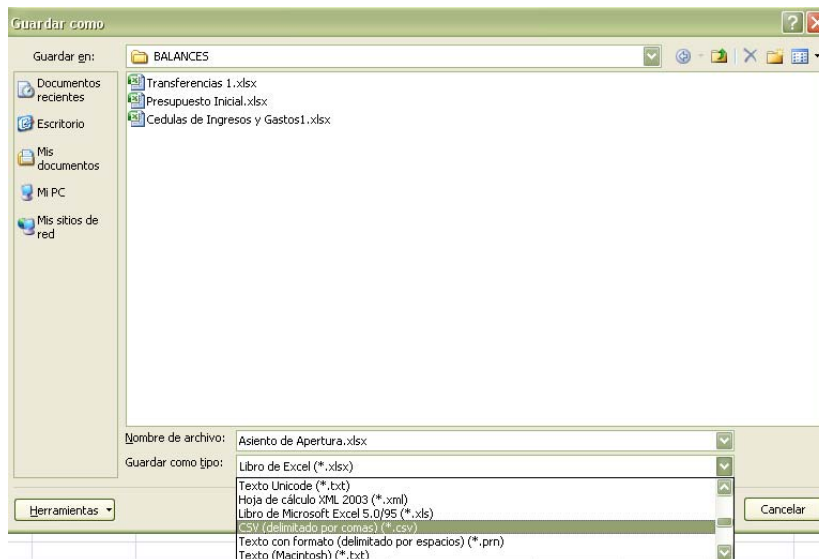 Guardar como
Guardar en:
BALANCES
Documentos
recientes
Escritorio
Mis
documentos
Mi PC
Mis sitios de
red
Transferencias 1.xlsx
Presupuesto Inicial.xlsx
Cedulas de Ingresos y Gastos1.xlsx
Nombre de archivo: Asiento de Apertura.xlsx
Guardar como tipo: Libro de Excel (*.xlsx)
Texto Unicode (*.txt)
Hoja de cálculo XML 2003 (*.xml)
Libro de Microsoft Excel 5.0/95 (*.xls)
CSV (delimitado por comas) (*.csv)
Texto con formato (delimitado por espacios) (*.prn)
Texto (Macintosh) (*.txt)
Herramientas
Cancelar